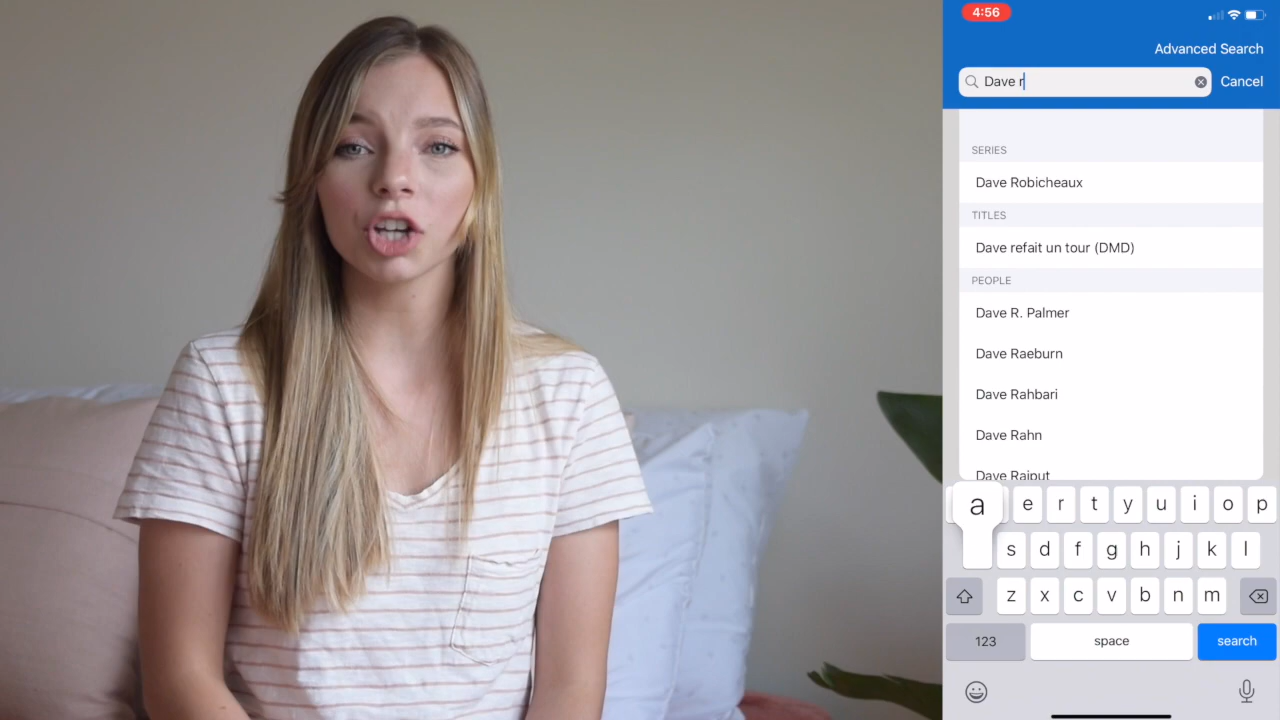 4:56
Advanced Search
Dave r
Cancel
SERIES
Dave Robicheaux
TITLES
Dave refait un tour (DMD)
PEOPLE
Dave R. Palmer
Dave Raeburn
Dave Rahbari
Dave Rahn
Dave Rajput
a e r t y u i o p
s d f g h j k l
z x c v b n m
123 space search